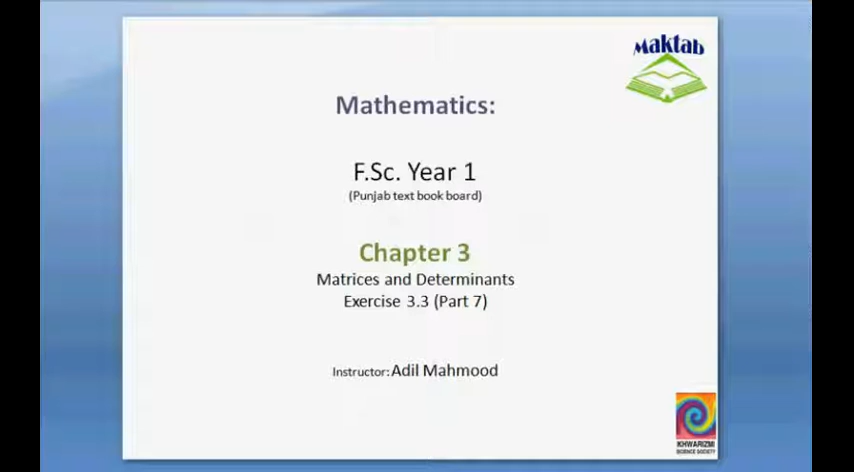 Maktab
Mathematics:
F.Sc. Year 1
(Punjab text book board)
Chapter 3
Matrices and Determinants
Exercise 3.3 (Part 7)
Instructor: Adil Mahmood
KHWARIZMI
SCIENCE SOCIETY